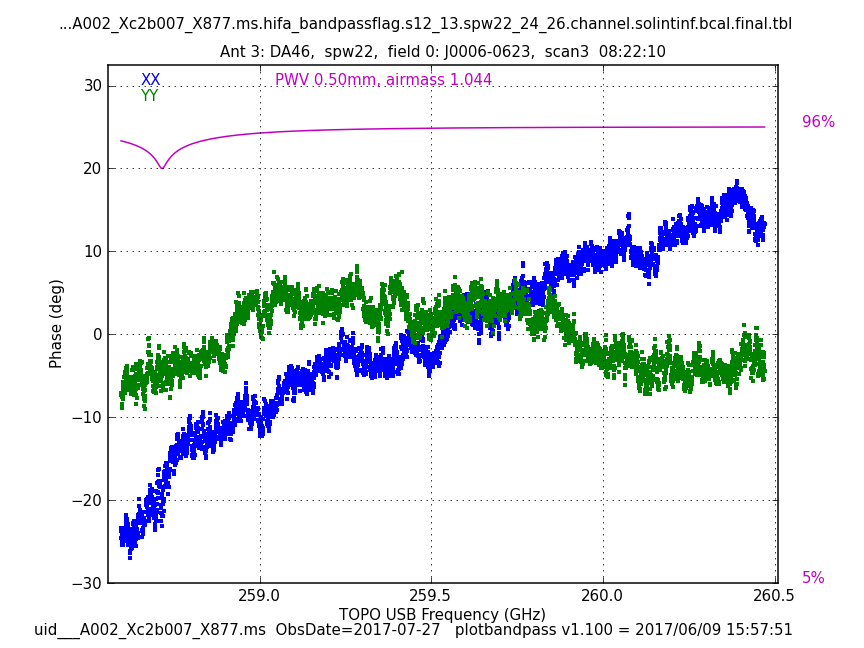 ...A002_Xc2b007_X877.ms.hifa_bandpassflag.s12_13.spw22_24_26.channel.solintinf.bcal.final.tbl
Ant 3: DA46,  spw22,  field 0: J0006-0623,  scan3  08:22:10
XX
YY
PWV 0.50mm, airmass 1.044
96%
5%
30
20
10
0
−10
−20
−30
Phase (deg)
259.0
259.5
260.0
260.5
TOPO USB Frequency (GHz)
uid___A002_Xc2b007_X877.ms  ObsDate=2017-07-27   plotbandpass v1.100 = 2017/06/09 15:57:51